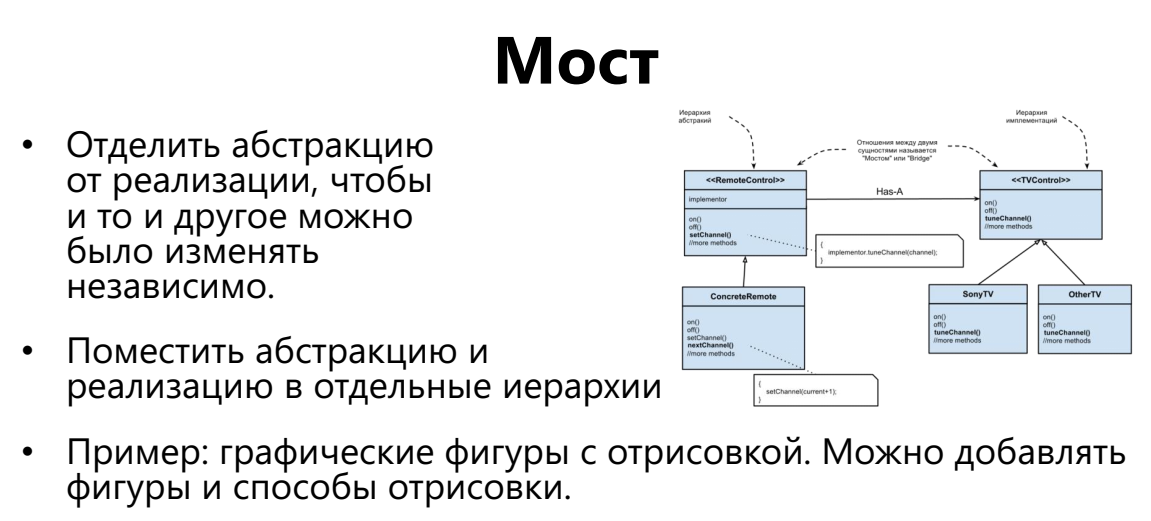 Мост
• Отделить абстракцию
от реализации, чтобы
и то и другое можно
было изменять
независимо.
• Поместить абстракцию и
реализацию в отдельные иерархии
• Пример: графические фигуры с отрисовкой. Можно добавлять
фигуры и способы отрисовки.
Иерархия
абстракий
Отношения между двумя
сущностями называется
"Мостом" или "Bridge"
Иерархия
имплементаций
<<RemoteControl>>
implementor
on()
off()
setChannel()
//more methods
Has-A
<<TVControl>>
on()
off()
tuneChannel()
//more methods
{
implementor.tuneChannel(channel);
}
ConcreteRemote
on()
off()
setChannel()
nextChannel()
//more methods
SonyTV
on()
off()
tuneChannel()
//more methods
OtherTV
on()
off()
tuneChannel()
//more methods
{
setChannel(current+1);
}